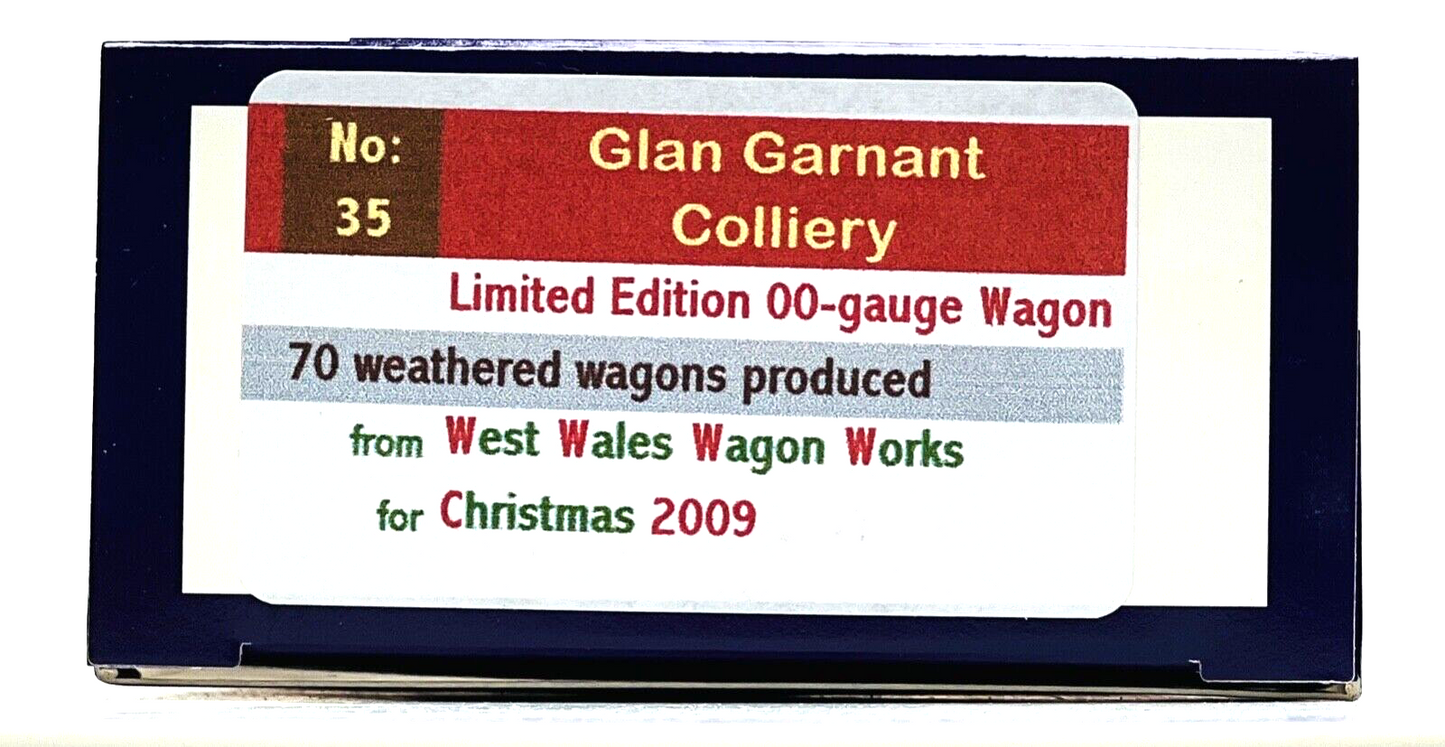 No:
35
Glan Garnant
Colliery
Limited Edition 00-gauge Wagon
70 weathered wagons produced
from West Wales Wagon Works
for Christmas 2009